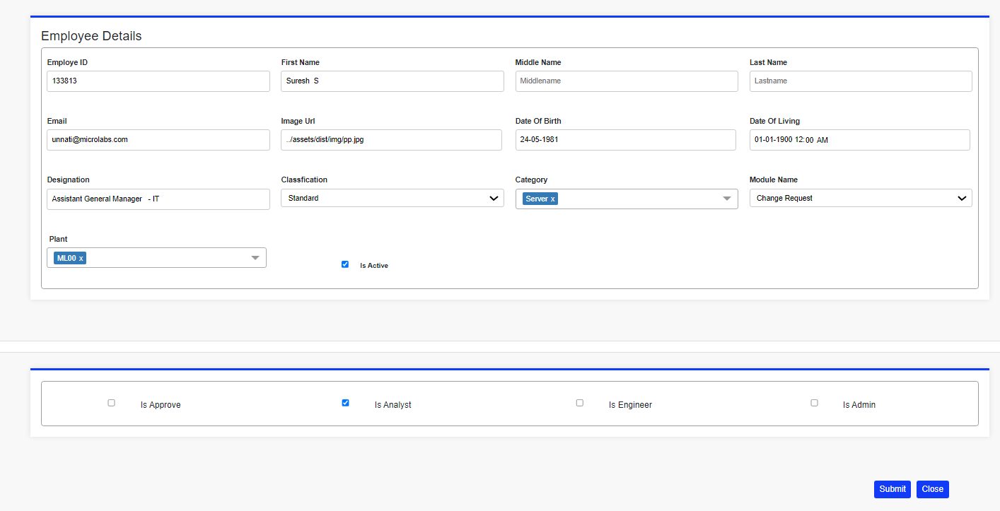 Employee Details
Employe ID First Name Middle Name Last Name
133813 Suresh S Middlename Lastname
Email Image Url Date Of Birth Date Of Living
unnati@microlabs.com ../assets/dist/img/pp.jpg 24-05-1981 01-01-1900 12:00 AM
Designation Classfication Category Module Name
Assistant General Manager - IT Standard Server x Change Request
Plant
ML00 x Is Active
Is Approve Is Analyst Is Engineer Is Admin
Submit Close